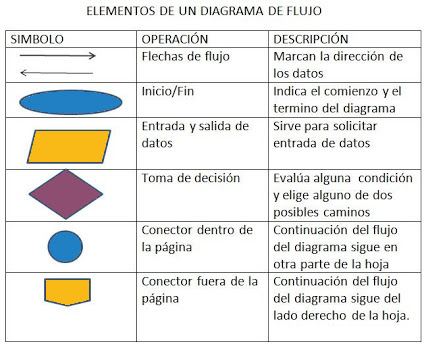 ELEMENTOS DE UN DIAGRAMA DE FLUJO
SIMBOLO
OPERACIÓN
DESCRIPCIÓN
Flechas de flujo
Marcan la dirección de
los datos
Inicio/Fin
Indica el comienzo y el
termino del diagrama
Entrada y salida de
datos
Sirve para solicitar
entrada de datos
Toma de decisión
Evalúa alguna condición
y elige alguno de dos
posibles caminos
Conector dentro de
la página
Continuación del flujo
del diagrama sigue en
otra parte de la hoja
Conector fuera de la
página
Continuación del flujo
del diagrama sigue del
lado derecho de la hoja.